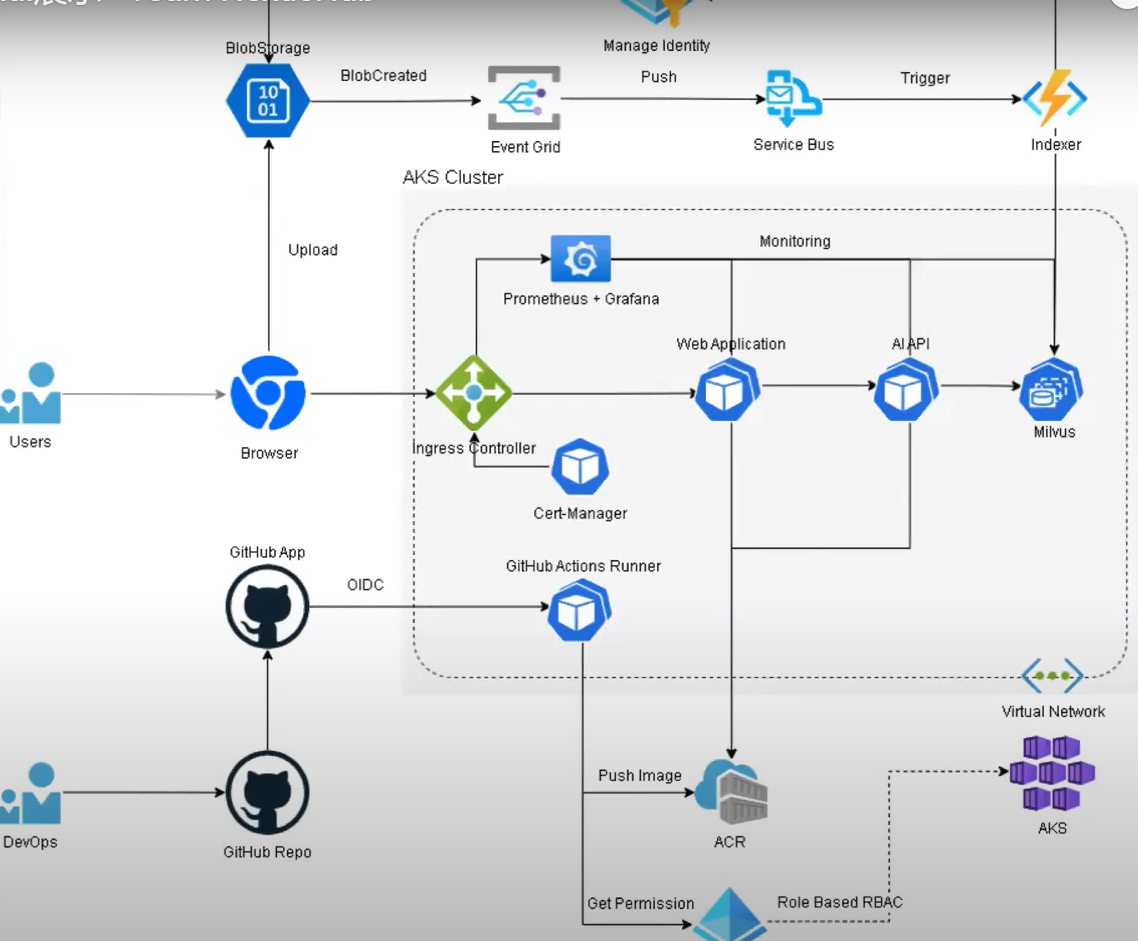 BlobStorage
Manage Identity
BlobCreated
Push
Trigger
10
01
Event Grid
Service Bus
Indexer
AKS Cluster
Upload
Monitoring
Prometheus + Grafana
Web Application
AI API
Users
Browser
Ingress Controller
Milvus
Cert-Manager
GitHub App
OIDC
GitHub Actions Runner
Virtual Network
Push Image
DevOps
GitHub Repo
ACR
AKS
Get Permission
Role Based RBAC